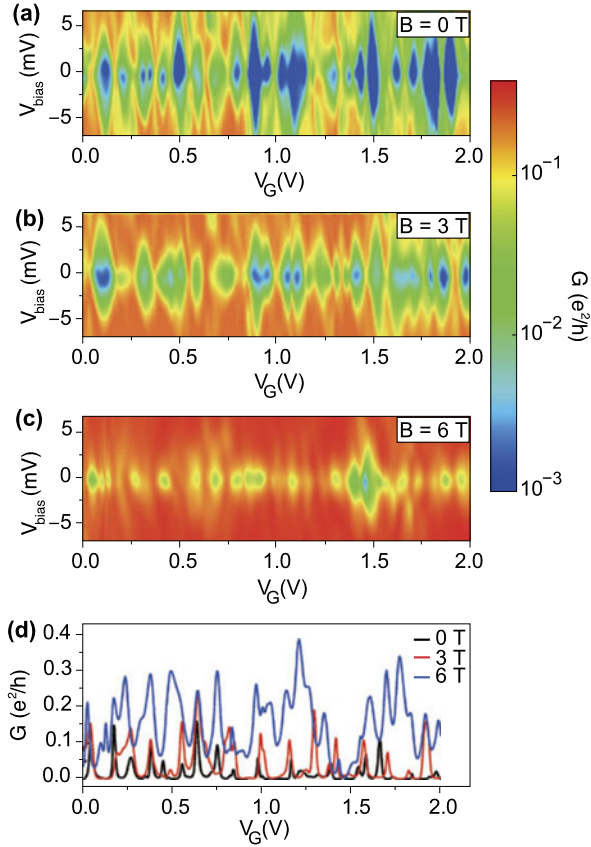 (a)
B = 0 T
V_bias (mV)
5
0
−5
0.0 0.5 1.0 1.5 2.0
V_G(V)
(b)
B = 3 T
V_bias (mV)
5
0
−5
0.0 0.5 1.0 1.5 2.0
V_G(V)
(c)
B = 6 T
V_bias (mV)
5
0
−5
0.0 0.5 1.0 1.5 2.0
V_G(V)
10⁻¹
10⁻²
10⁻³
G (e²/h)
(d)
0 T
3 T
6 T
G (e²/h)
0.4
0.3
0.2
0.1
0.0
0.0 0.5 1.0 1.5 2.0
V_G(V)